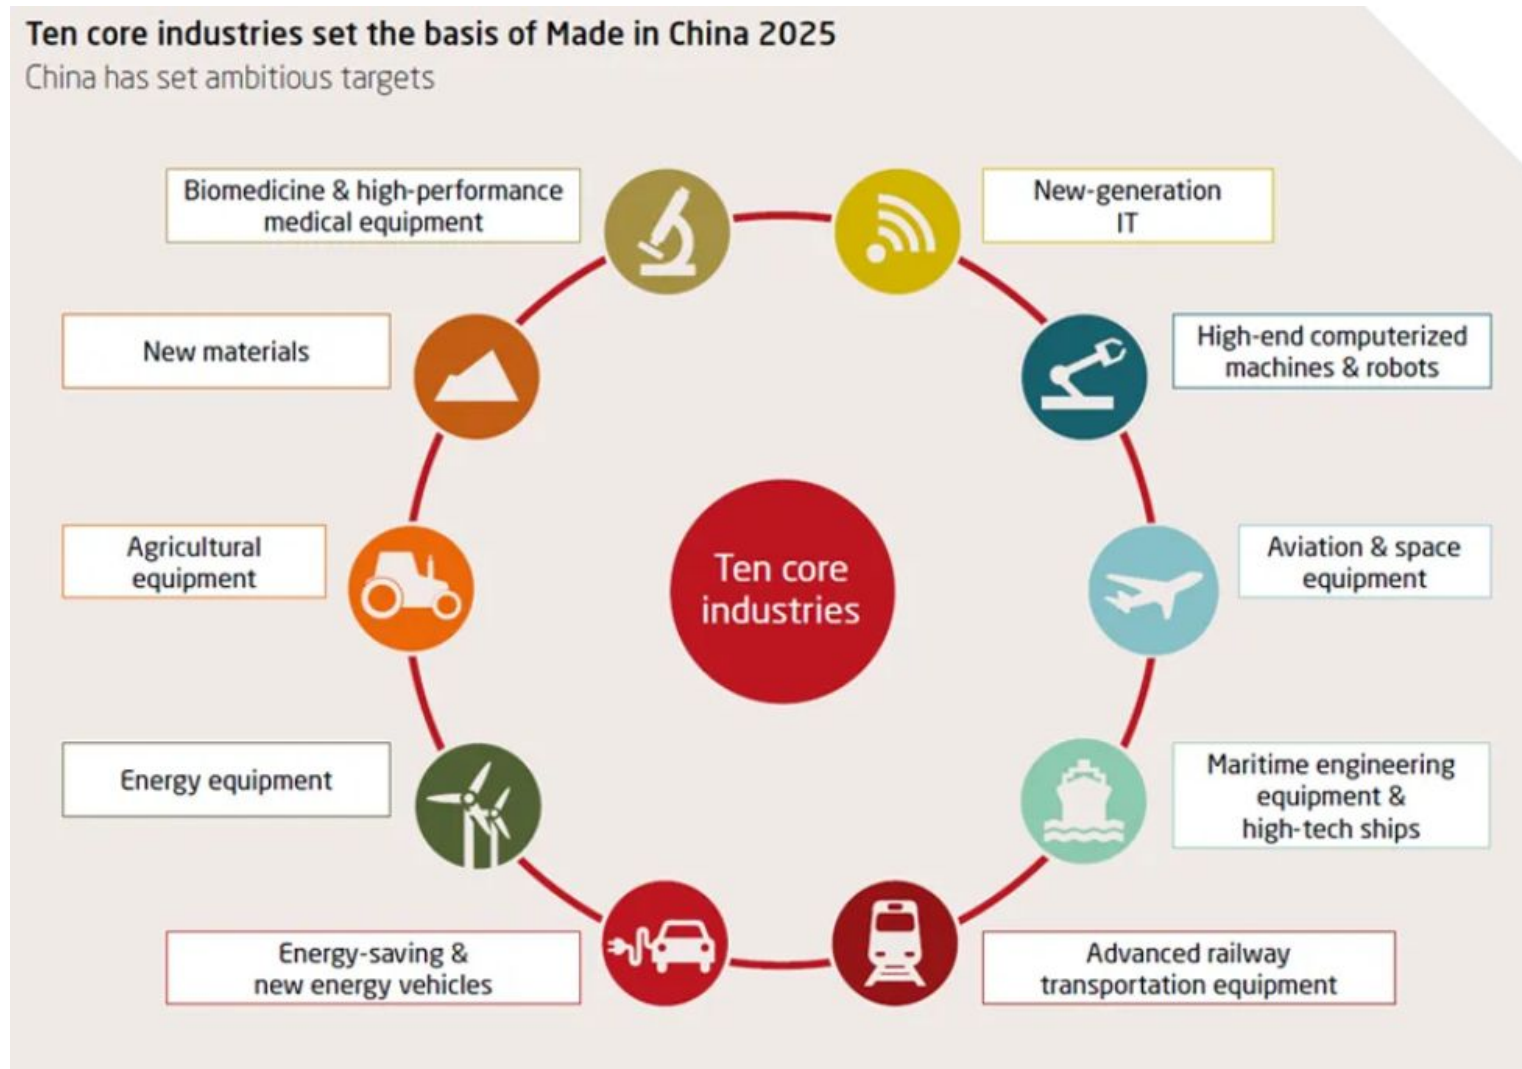 Ten core industries set the basis of Made in China 2025
China has set ambitious targets
Biomedicine & high-performance
medical equipment
New-generation
IT
New materials
High-end computerized
machines & robots
Agricultural
equipment
Ten core
industries
Aviation & space
equipment
Energy equipment
Maritime engineering
equipment &
high-tech ships
Energy-saving &
new energy vehicles
Advanced railway
transportation equipment